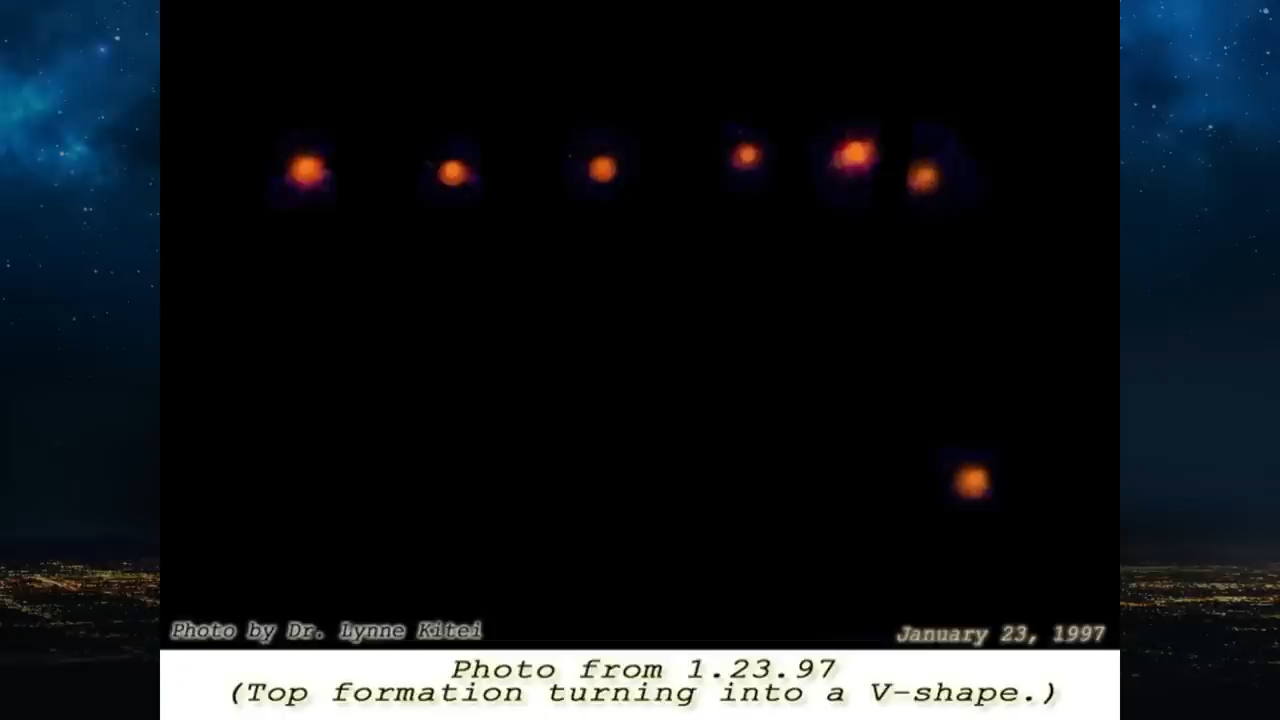 Photo by Dr. Lynne Kitei
January 23, 1997
Photo from 1.23.97
(Top formation turning into a V-shape.)